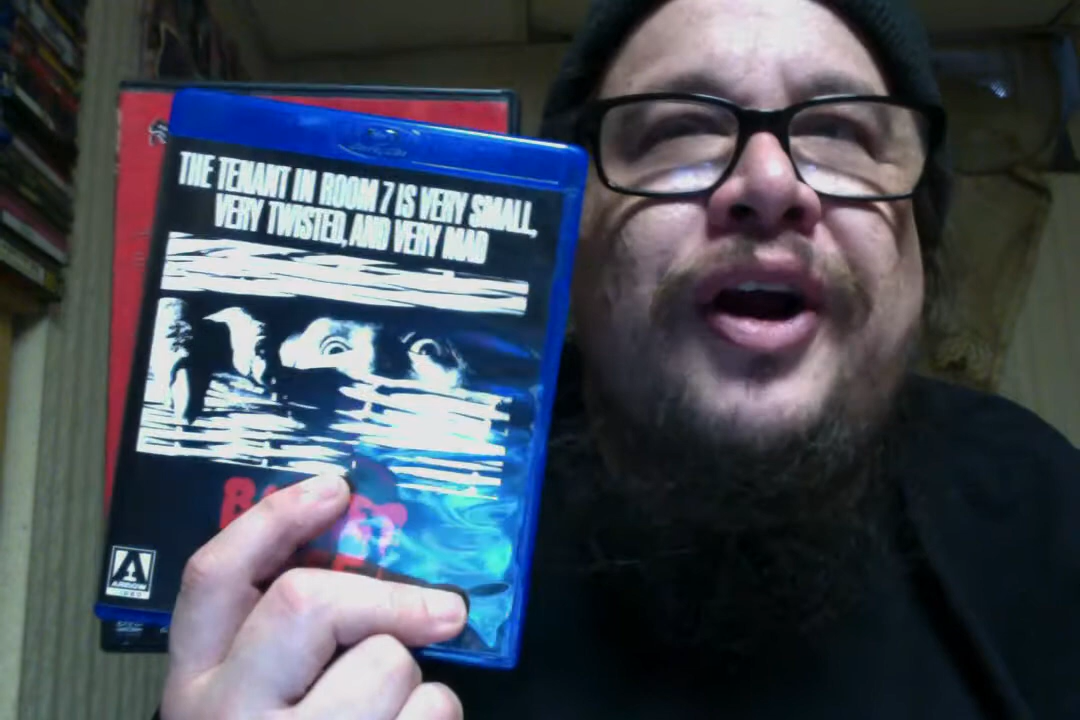 THE TENANT IN ROOM 7 IS VERY SMALL,
VERY TWISTED, AND VERY MAD
ARROW